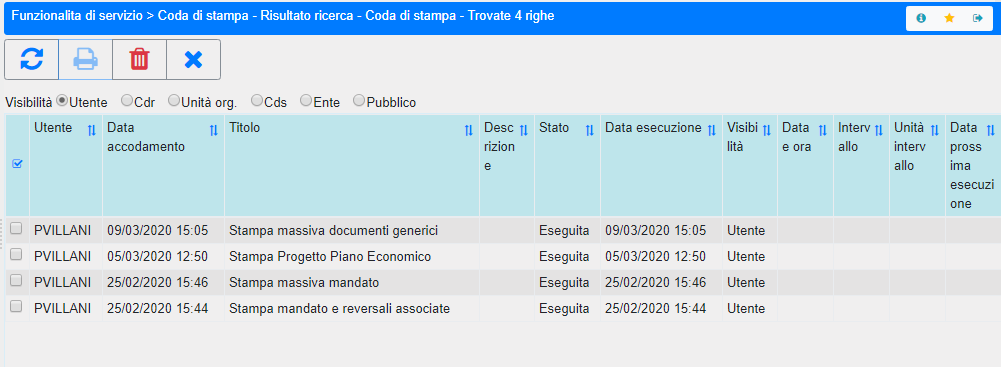 Funzionalita di servizio > Coda di stampa - Risultato ricerca - Coda di stampa - Trovate 4 righe
Visibilità Utente Cdr Unità org. Cds Ente Pubblico
Utente Data accodamento Titolo Descrizione Stato Data esecuzione Visibilità Data e ora Intervallo Unità intervallo Data prossima esecuzione
PVILLANI 09/03/2020 15:05 Stampa massiva documenti generici Eseguita 09/03/2020 15:05 Utente
PVILLANI 05/03/2020 12:50 Stampa Progetto Piano Economico Eseguita 05/03/2020 12:50 Utente
PVILLANI 25/02/2020 15:46 Stampa massiva mandato Eseguita 25/02/2020 15:46 Utente
PVILLANI 25/02/2020 15:44 Stampa mandato e reversali associate Eseguita 25/02/2020 15:44 Utente